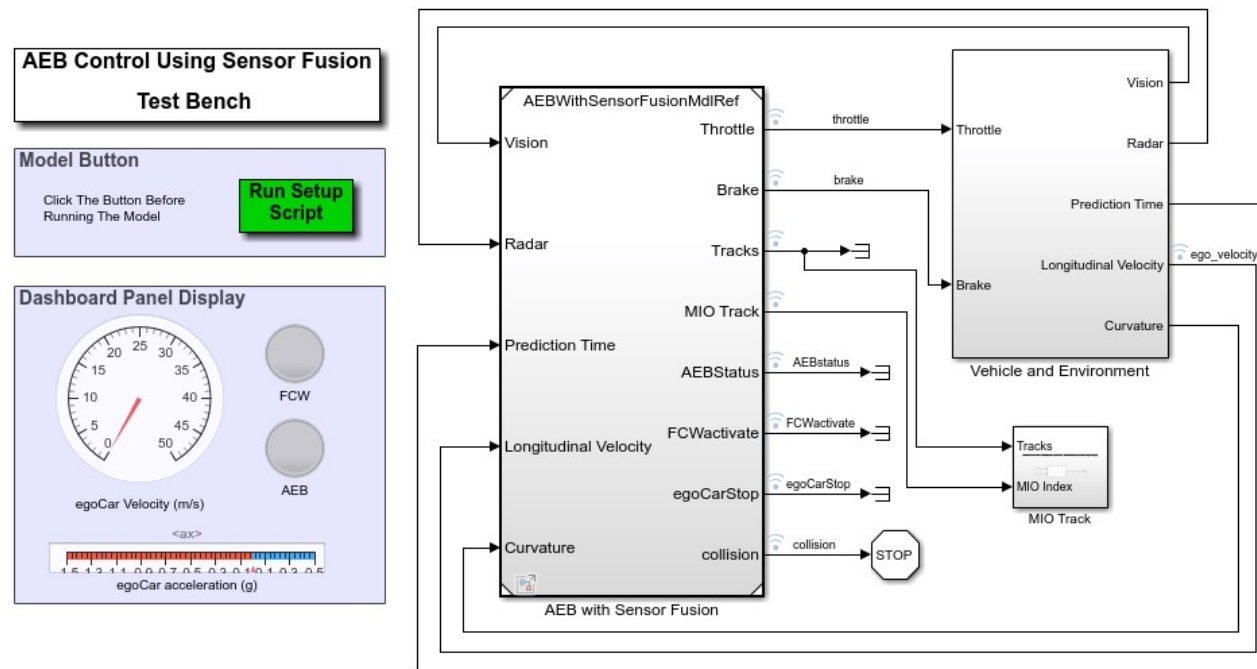 AEB Control Using Sensor Fusion
Test Bench
Model Button
Click The Button Before
Running The Model
Run Setup
Script
Dashboard Panel Display
0 5 10 15 20 25 30 35 40 45 50
egoCar Velocity (m/s)
FCW
AEB
<ax>
egoCar acceleration (g)
AEBWithSensorFusionMdlRef
Vision
Radar
Prediction Time
Longitudinal Velocity
Curvature
Throttle
Brake
Tracks
MIO Track
AEBStatus
FCWactivate
egoCarStop
collision
AEB with Sensor Fusion
throttle
brake
AEBstatus
FCWactivate
egoCarStop
collision
STOP
Throttle
Brake
Vision
Radar
Prediction Time
Longitudinal Velocity
Curvature
Vehicle and Environment
ego_velocity
Tracks
MIO Index
MIO Track